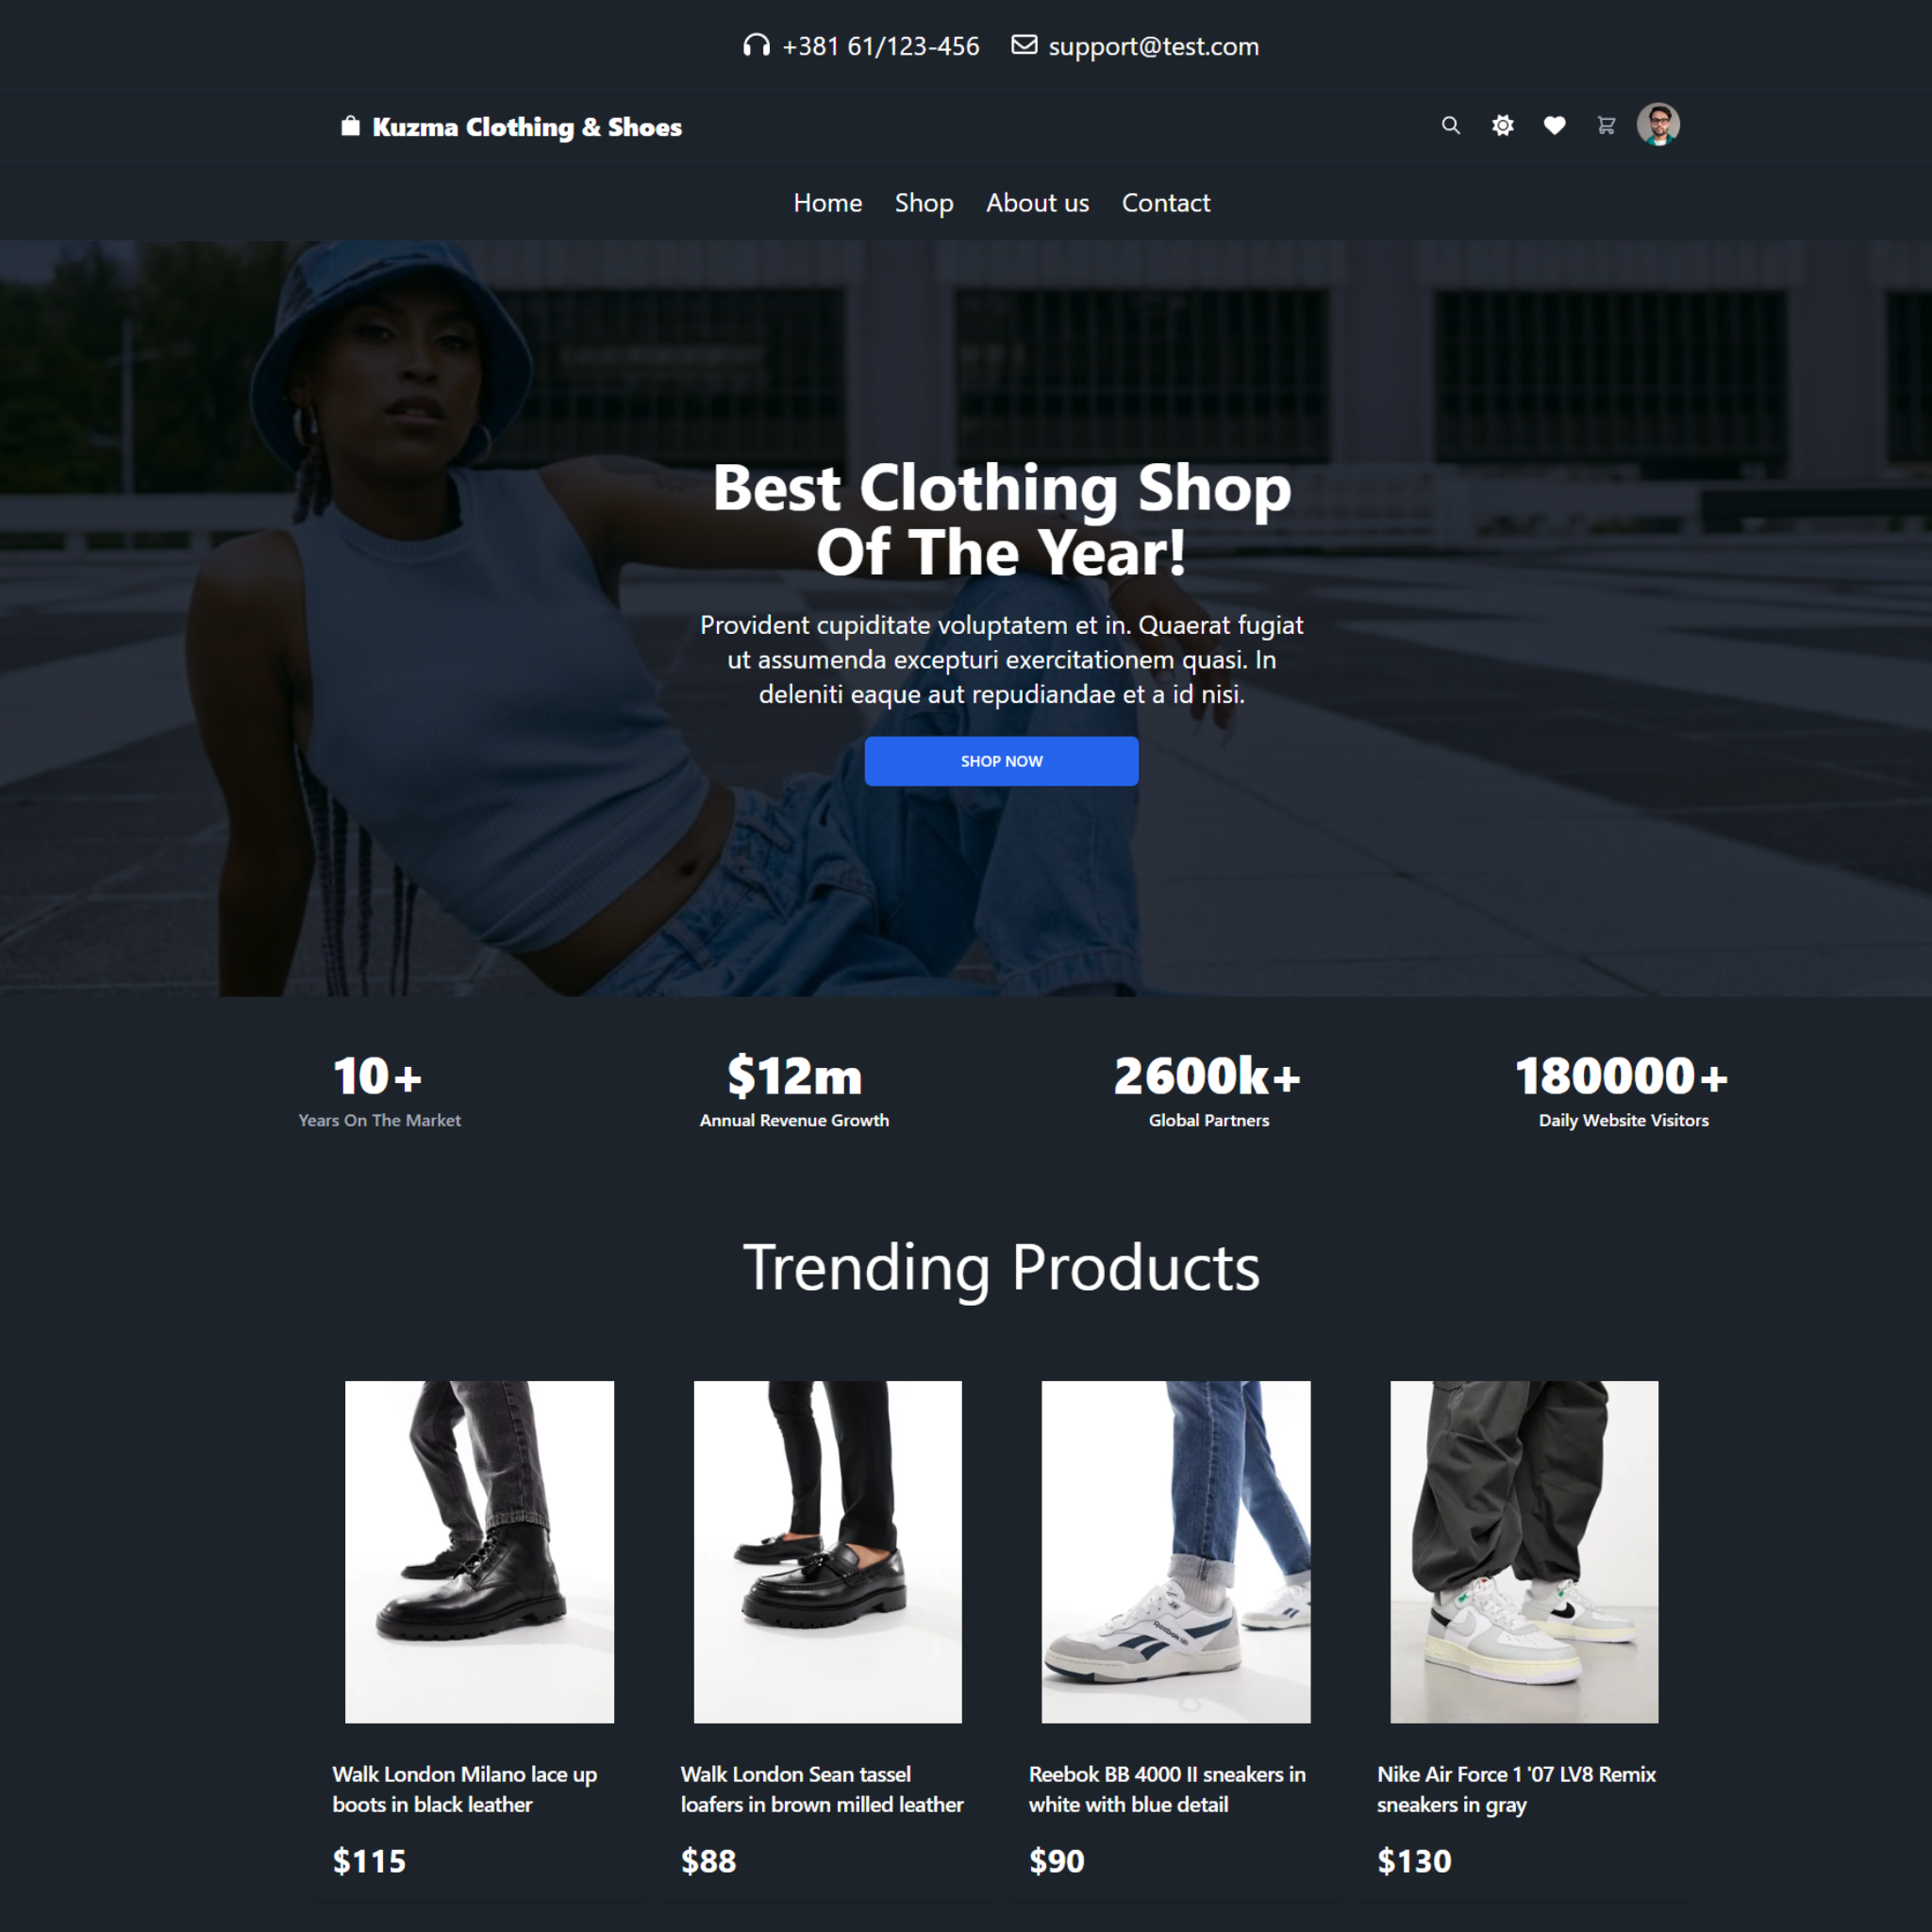 +381 61/123-456 support@test.com
Kuzma Clothing & Shoes
Home Shop About us Contact
Best Clothing Shop
Of The Year!
Provident cupiditate voluptatem et in. Quaerat fugiat
ut assumenda excepturi exercitationem quasi. In
deleniti eaque aut repudiandae et a id nisi.
SHOP NOW
10+
Years On The Market
$12m
Annual Revenue Growth
2600k+
Global Partners
180000+
Daily Website Visitors
Trending Products
Reebok
Walk London Milano lace up
boots in black leather
$115
Walk London Sean tassel
loafers in brown milled leather
$88
Reebok BB 4000 II sneakers in
white with blue detail
$90
Nike Air Force 1 '07 LV8 Remix
sneakers in gray
$130